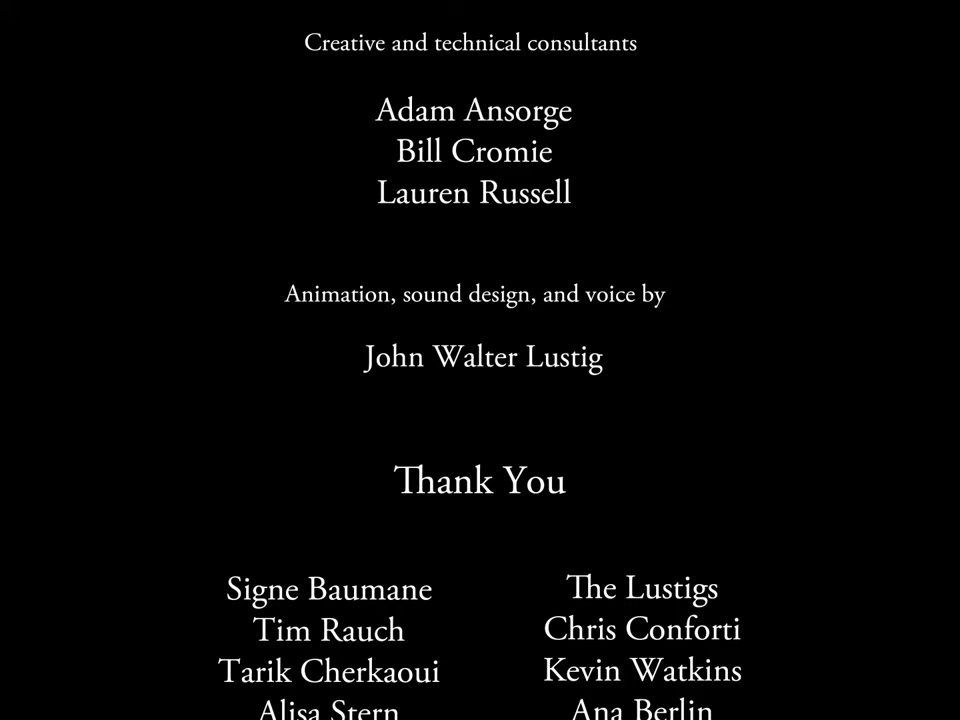 Creative and technical consultants
Adam Ansorge
Bill Cromie
Lauren Russell
Animation, sound design, and voice by
John Walter Lustig
Thank You
Signe Baumane
The Lustigs
Tim Rauch
Chris Conforti
Tarik Cherkaoui
Kevin Watkins
Alisa Stern
Ana Berlin